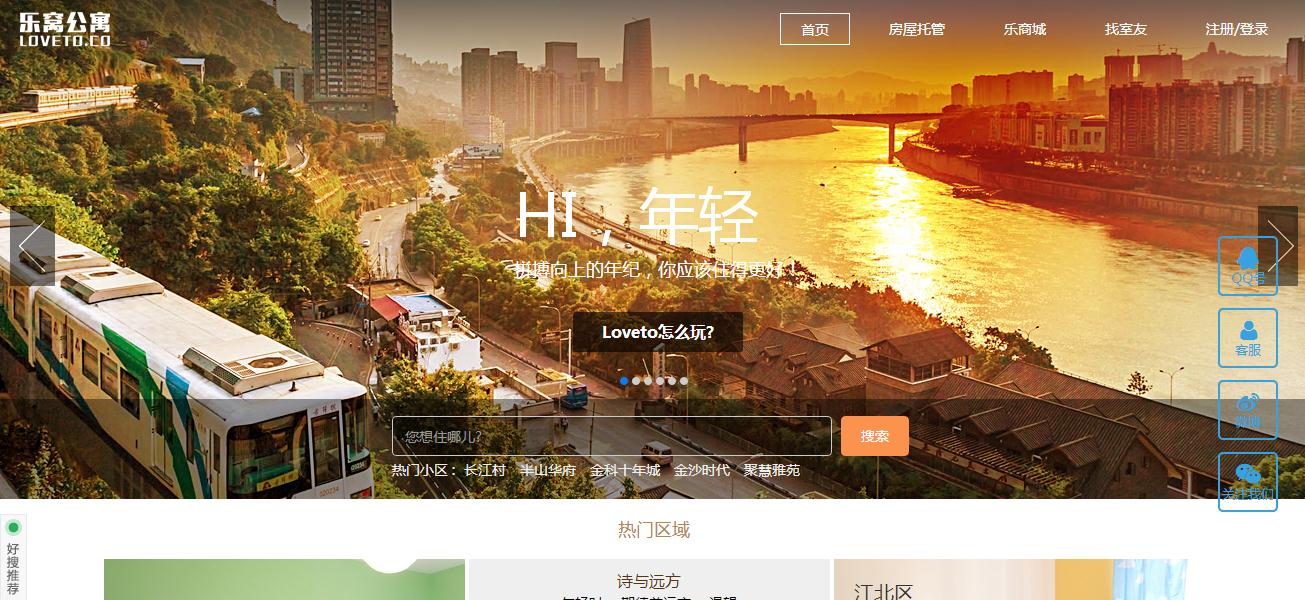 乐窝公寓
LOVETO.CO
首页
房屋托管
乐商城
找室友
注册/登录
HI，年轻
拼搏向上的年纪，你应该住得更好！
Loveto怎么玩?
您想住哪儿?
搜索
热门小区： 长江村 半山华府 金科十年城 金沙时代 聚慧雅苑
QQ号
客服
微博
关注我们
热门区域
好搜推荐
诗与远方
江北区